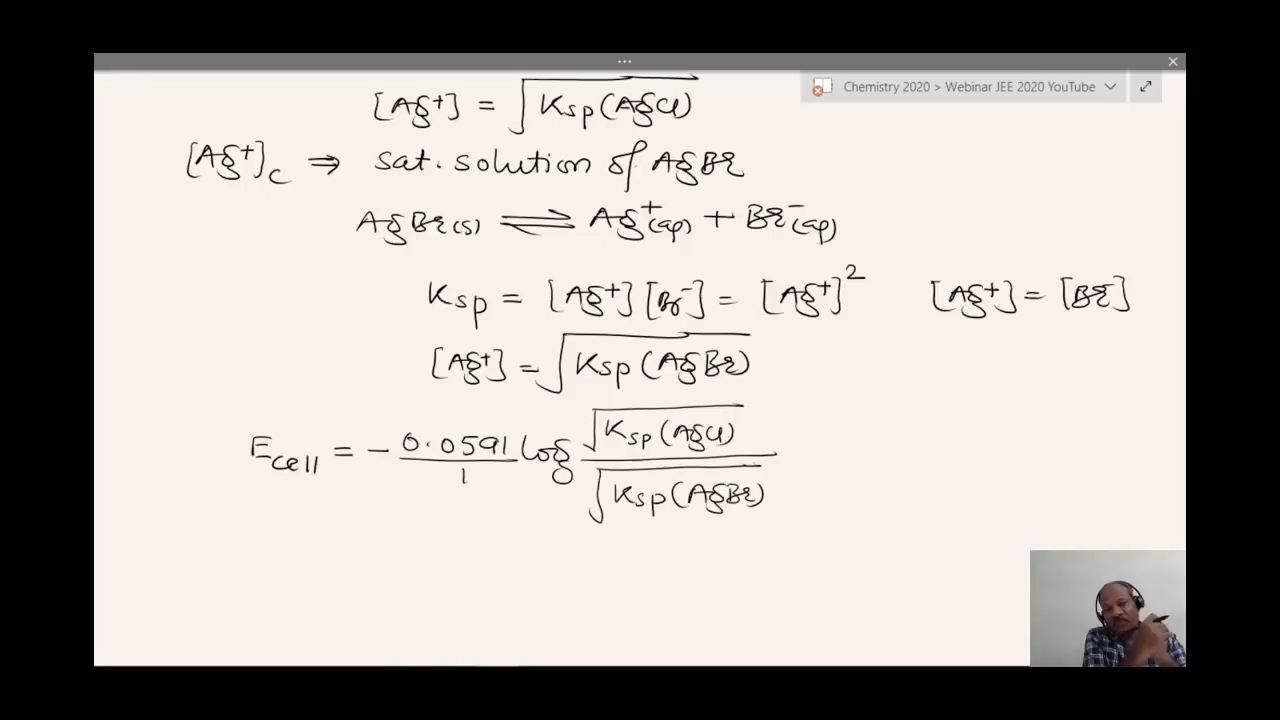 Chemistry 2020 > Webinar JEE 2020 YouTube
[Ag+] = √Ksp(AgCl)
[Ag+]c ⇒ sat. solution of AgBr
AgBr(s) ⇌ Ag+(aq) + Br-(aq)
Ksp = [Ag+][Br-] = [Ag+]² [Ag+] = [Br-]
[Ag+] = √Ksp(AgBr)
Ecell = - 0.0591/1 log √Ksp(AgCl) / √Ksp(AgBr)